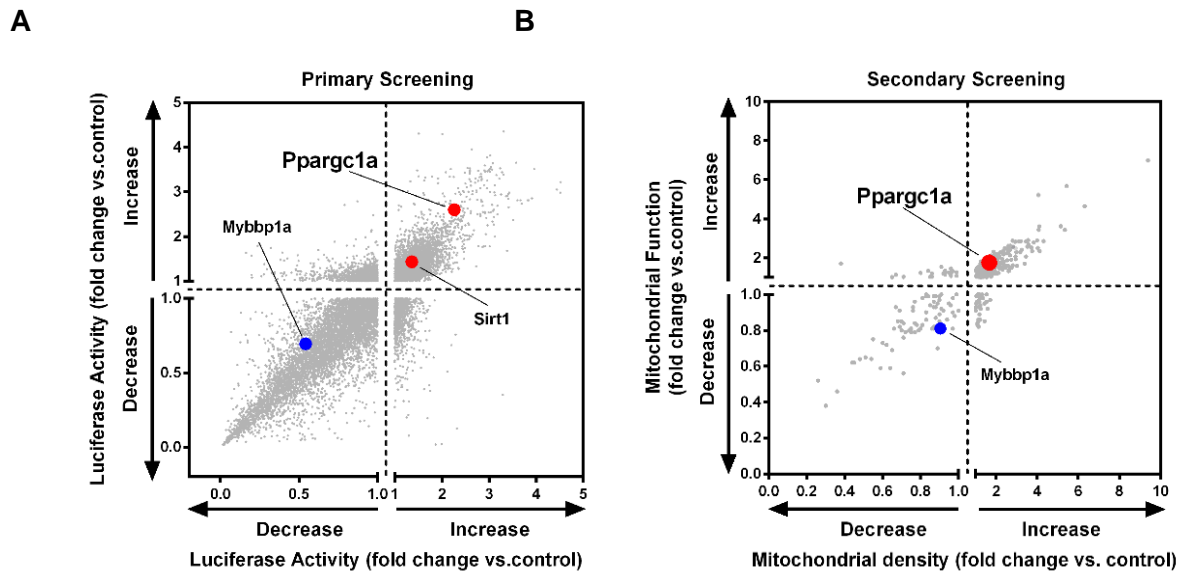 A
B
Primary Screening
Luciferase Activity (fold change vs.control)
Increase
Decrease
5
4
3
2
1
1.0
0.5
0.0
Ppargc1a
Mybbp1a
Sirt1
0.0 0.5 1.0 1 2 3 4 5
Decrease Increase
Luciferase Activity (fold change vs.control)
Secondary Screening
Mitochondrial Function
(fold change vs.control)
Increase
Decrease
10
8
6
4
2
1.0
0.8
0.6
0.4
0.2
0.0
Ppargc1a
Mybbp1a
0.0 0.2 0.4 0.6 0.8 1.0 2 4 6 8 10
Decrease Increase
Mitochondrial density (fold change vs. control)